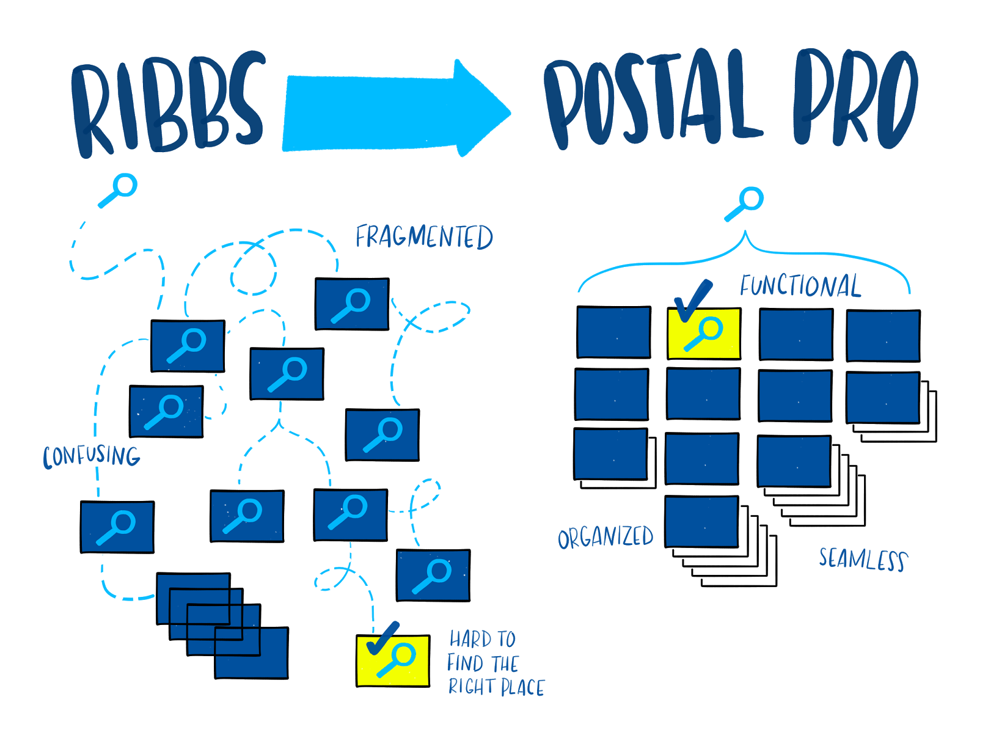 RIBBS
POSTAL PRO
FRAGMENTED
CONFUSING
HARD TO
FIND THE
RIGHT PLACE
FUNCTIONAL
ORGANIZED
SEAMLESS